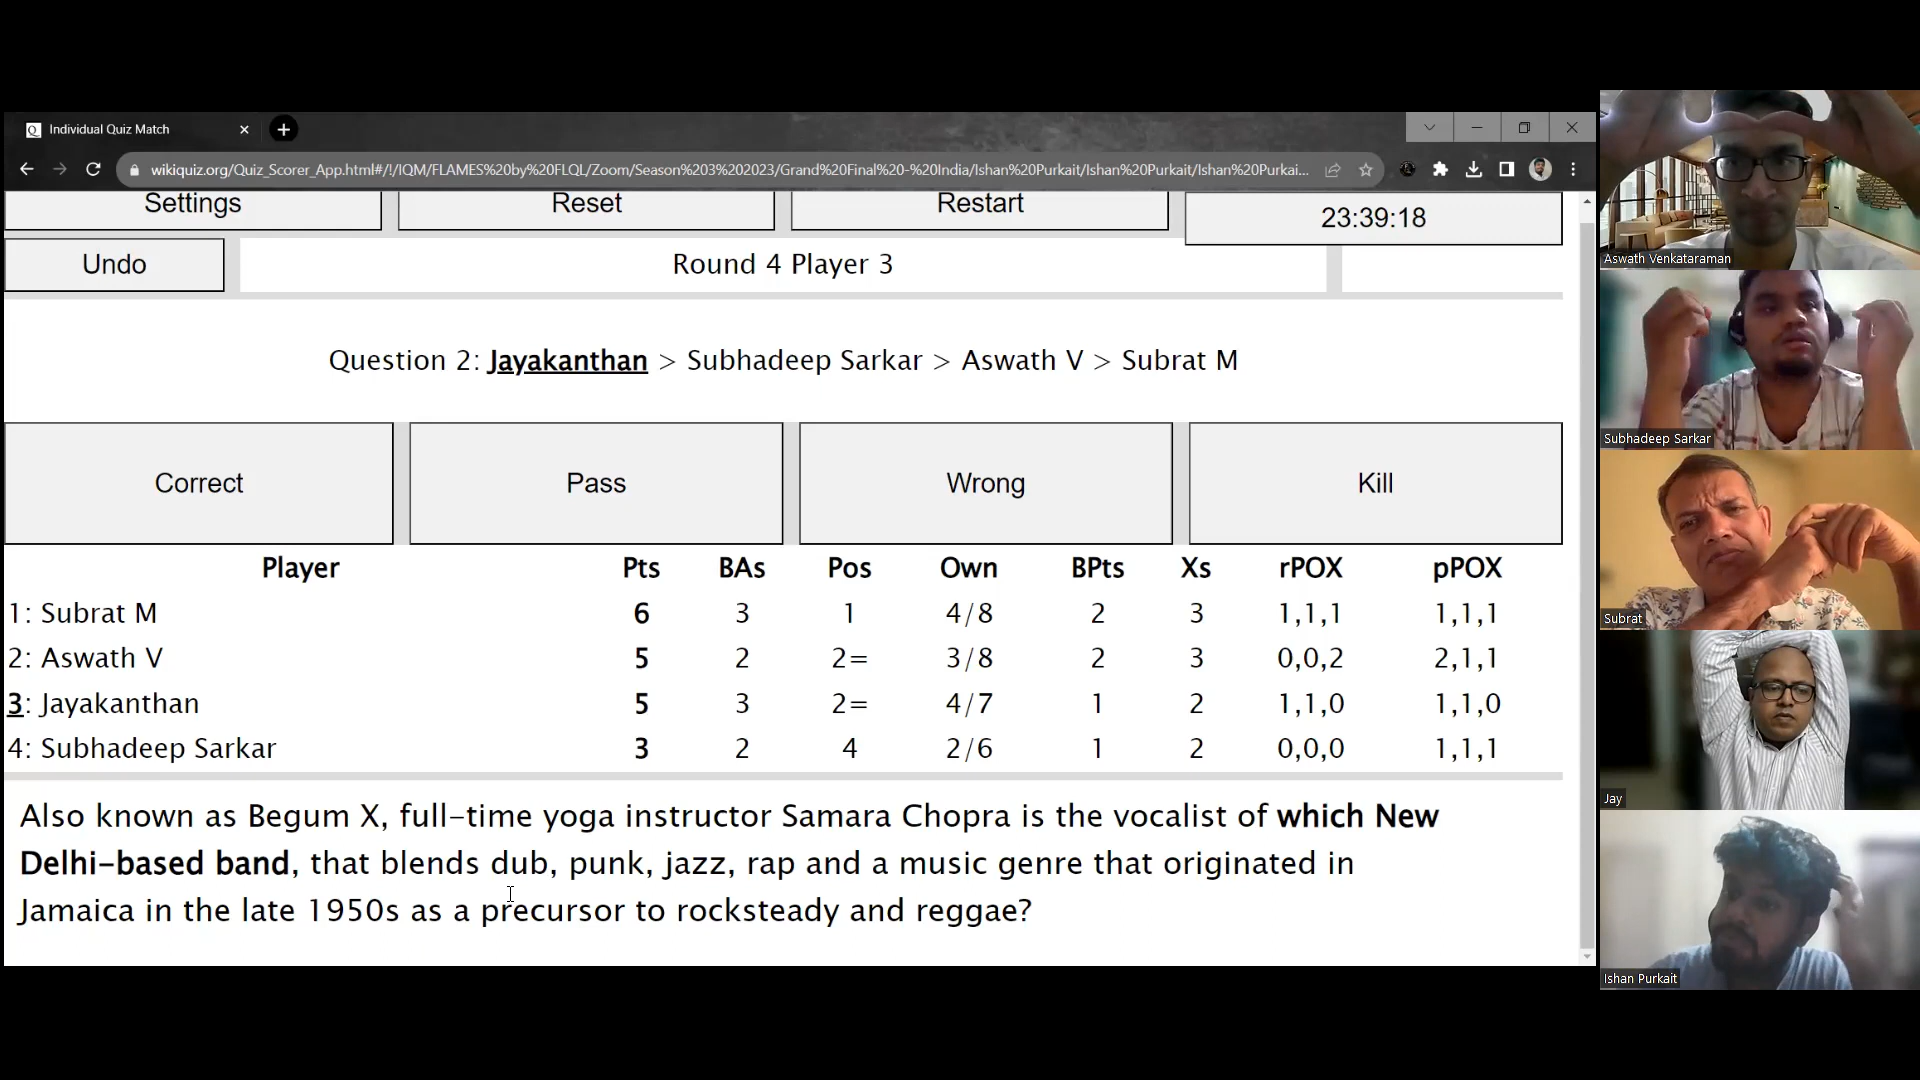 Individual Quiz Match
wikiquiz.org/Quiz_Scorer_App.html#/!/IQM/FLAMES%20by%20FLQL/Zoom/Season%203%202023/Grand%20Final%20-%20India/Ishan%20Purkait/Ishan%20Purkait/Ishan%20Purkai...
Settings Reset Restart 23:39:18
Undo Round 4 Player 3
Question 2: Jayakanthan > Subhadeep Sarkar > Aswath V > Subrat M
Correct Pass Wrong Kill
Player Pts BAs Pos Own BPts Xs rPOX pPOX
1: Subrat M 6 3 1 4/8 2 3 1,1,1 1,1,1
2: Aswath V 5 2 2= 3/8 2 3 0,0,2 2,1,1
3: Jayakanthan 5 3 2= 4/7 1 2 1,1,0 1,1,0
4: Subhadeep Sarkar 3 2 4 2/6 1 2 0,0,0 1,1,1
Also known as Begum X, full-time yoga instructor Samara Chopra is the vocalist of which New
Delhi-based band, that blends dub, punk, jazz, rap and a music genre that originated in
Jamaica in the late 1950s as a precursor to rocksteady and reggae?
Aswath Venkataraman
Subhadeep Sarkar
Subrat
Jay
Ishan Purkait